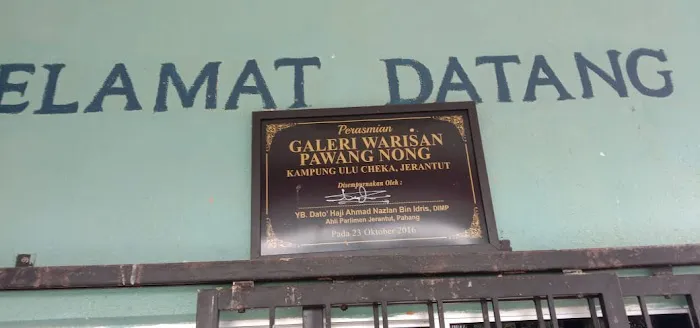 ELAMAT DATANG
Perasmian
GALERI WARISAN
PAWANG NONG
KAMPUNG ULU CHEKA, JERANTUT
Disempurnakan Oleh :
YB. Dato' Haji Ahmad Nazlan Bin Idris, DIMP
Ahli Parlimen Jerantut, Pahang
Pada 23 Oktober 2016